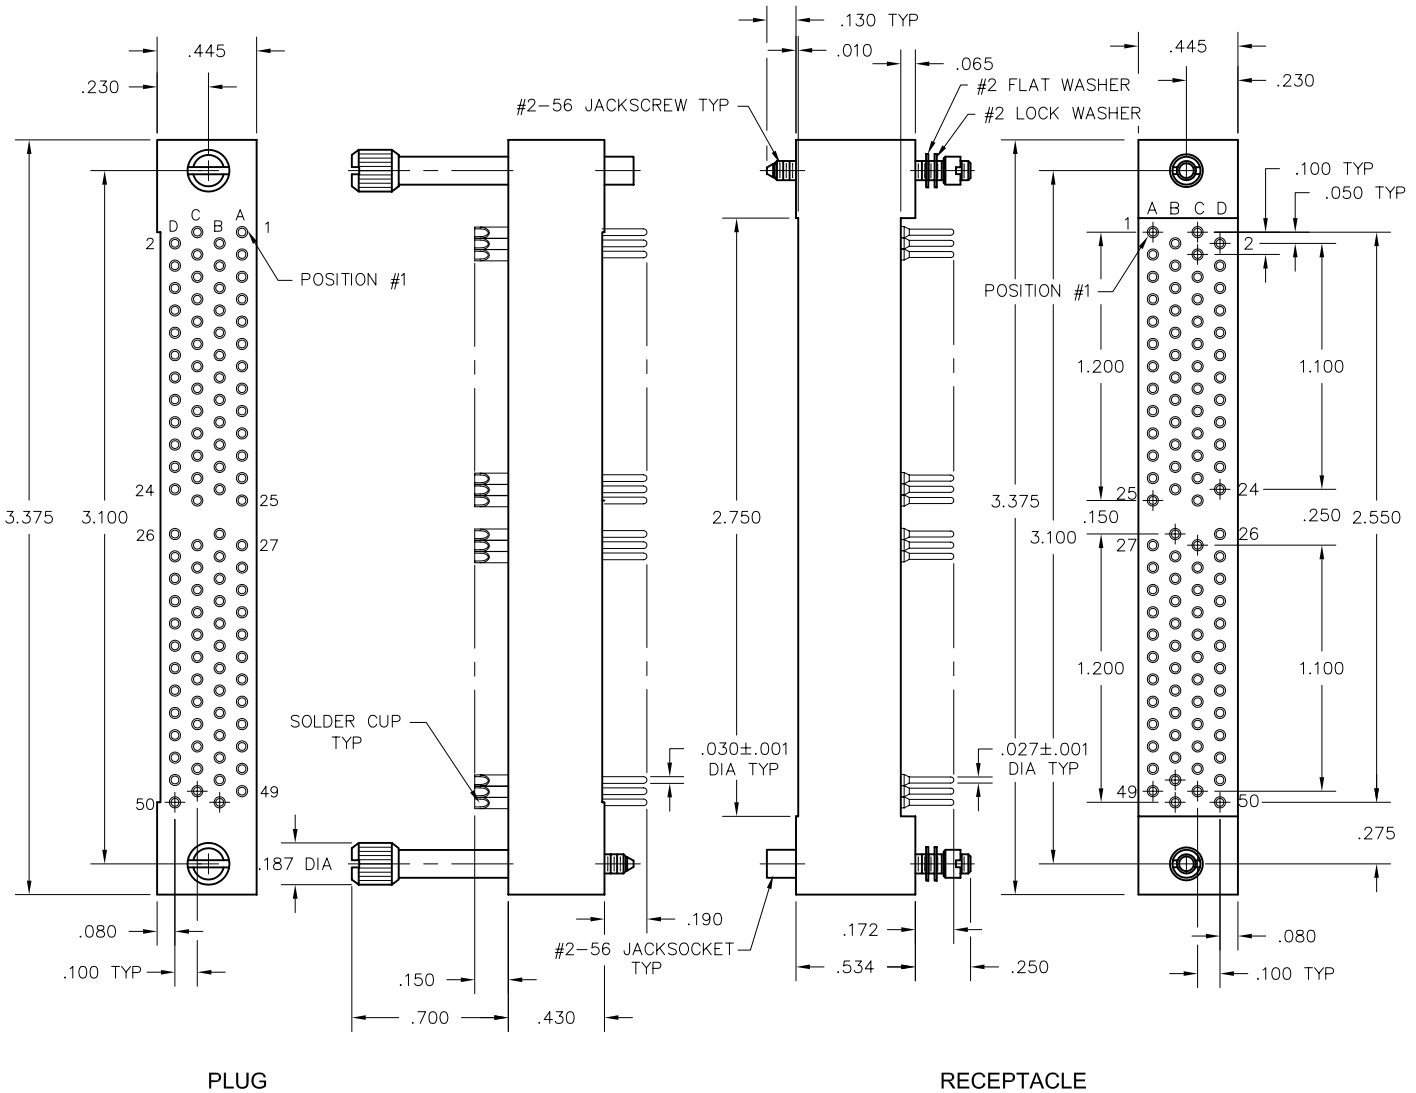 .130 TYP
.445
.010
.445
.065
.230
#2 FLAT WASHER
.230
#2-56 JACKSCREW TYP
#2 LOCK WASHER
.100 TYP
.050 TYP
C A
D B 1
2
A B C D
1
2
POSITION #1
POSITION #1
1.200
1.100
24
25
25
24
3.375
3.100
2.750
3.375
.150
.250
2.550
3.100
26
27
26
27
1.200
1.100
SOLDER CUP
TYP
.030±.001
DIA TYP
.027±.001
DIA TYP
50
49
49
50
.275
.187 DIA
.080
.190
.172
.080
#2-56 JACKSOCKET
TYP
.100 TYP
.150
.534
.250
.100 TYP
.700
.430
PLUG
RECEPTACLE